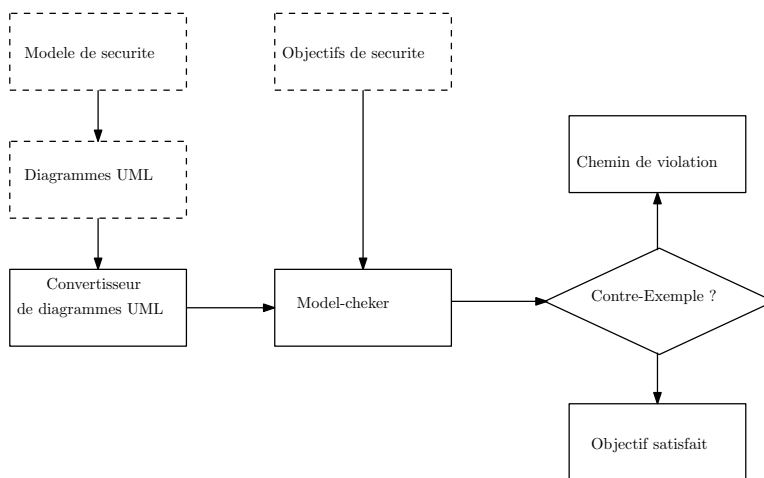 Modele de securite
Objectifs de securite
Chemin de violation
Diagrammes UML
Convertisseur
de diagrammes UML
Model-cheker
Contre-Exemple ?
Objectif satisfait